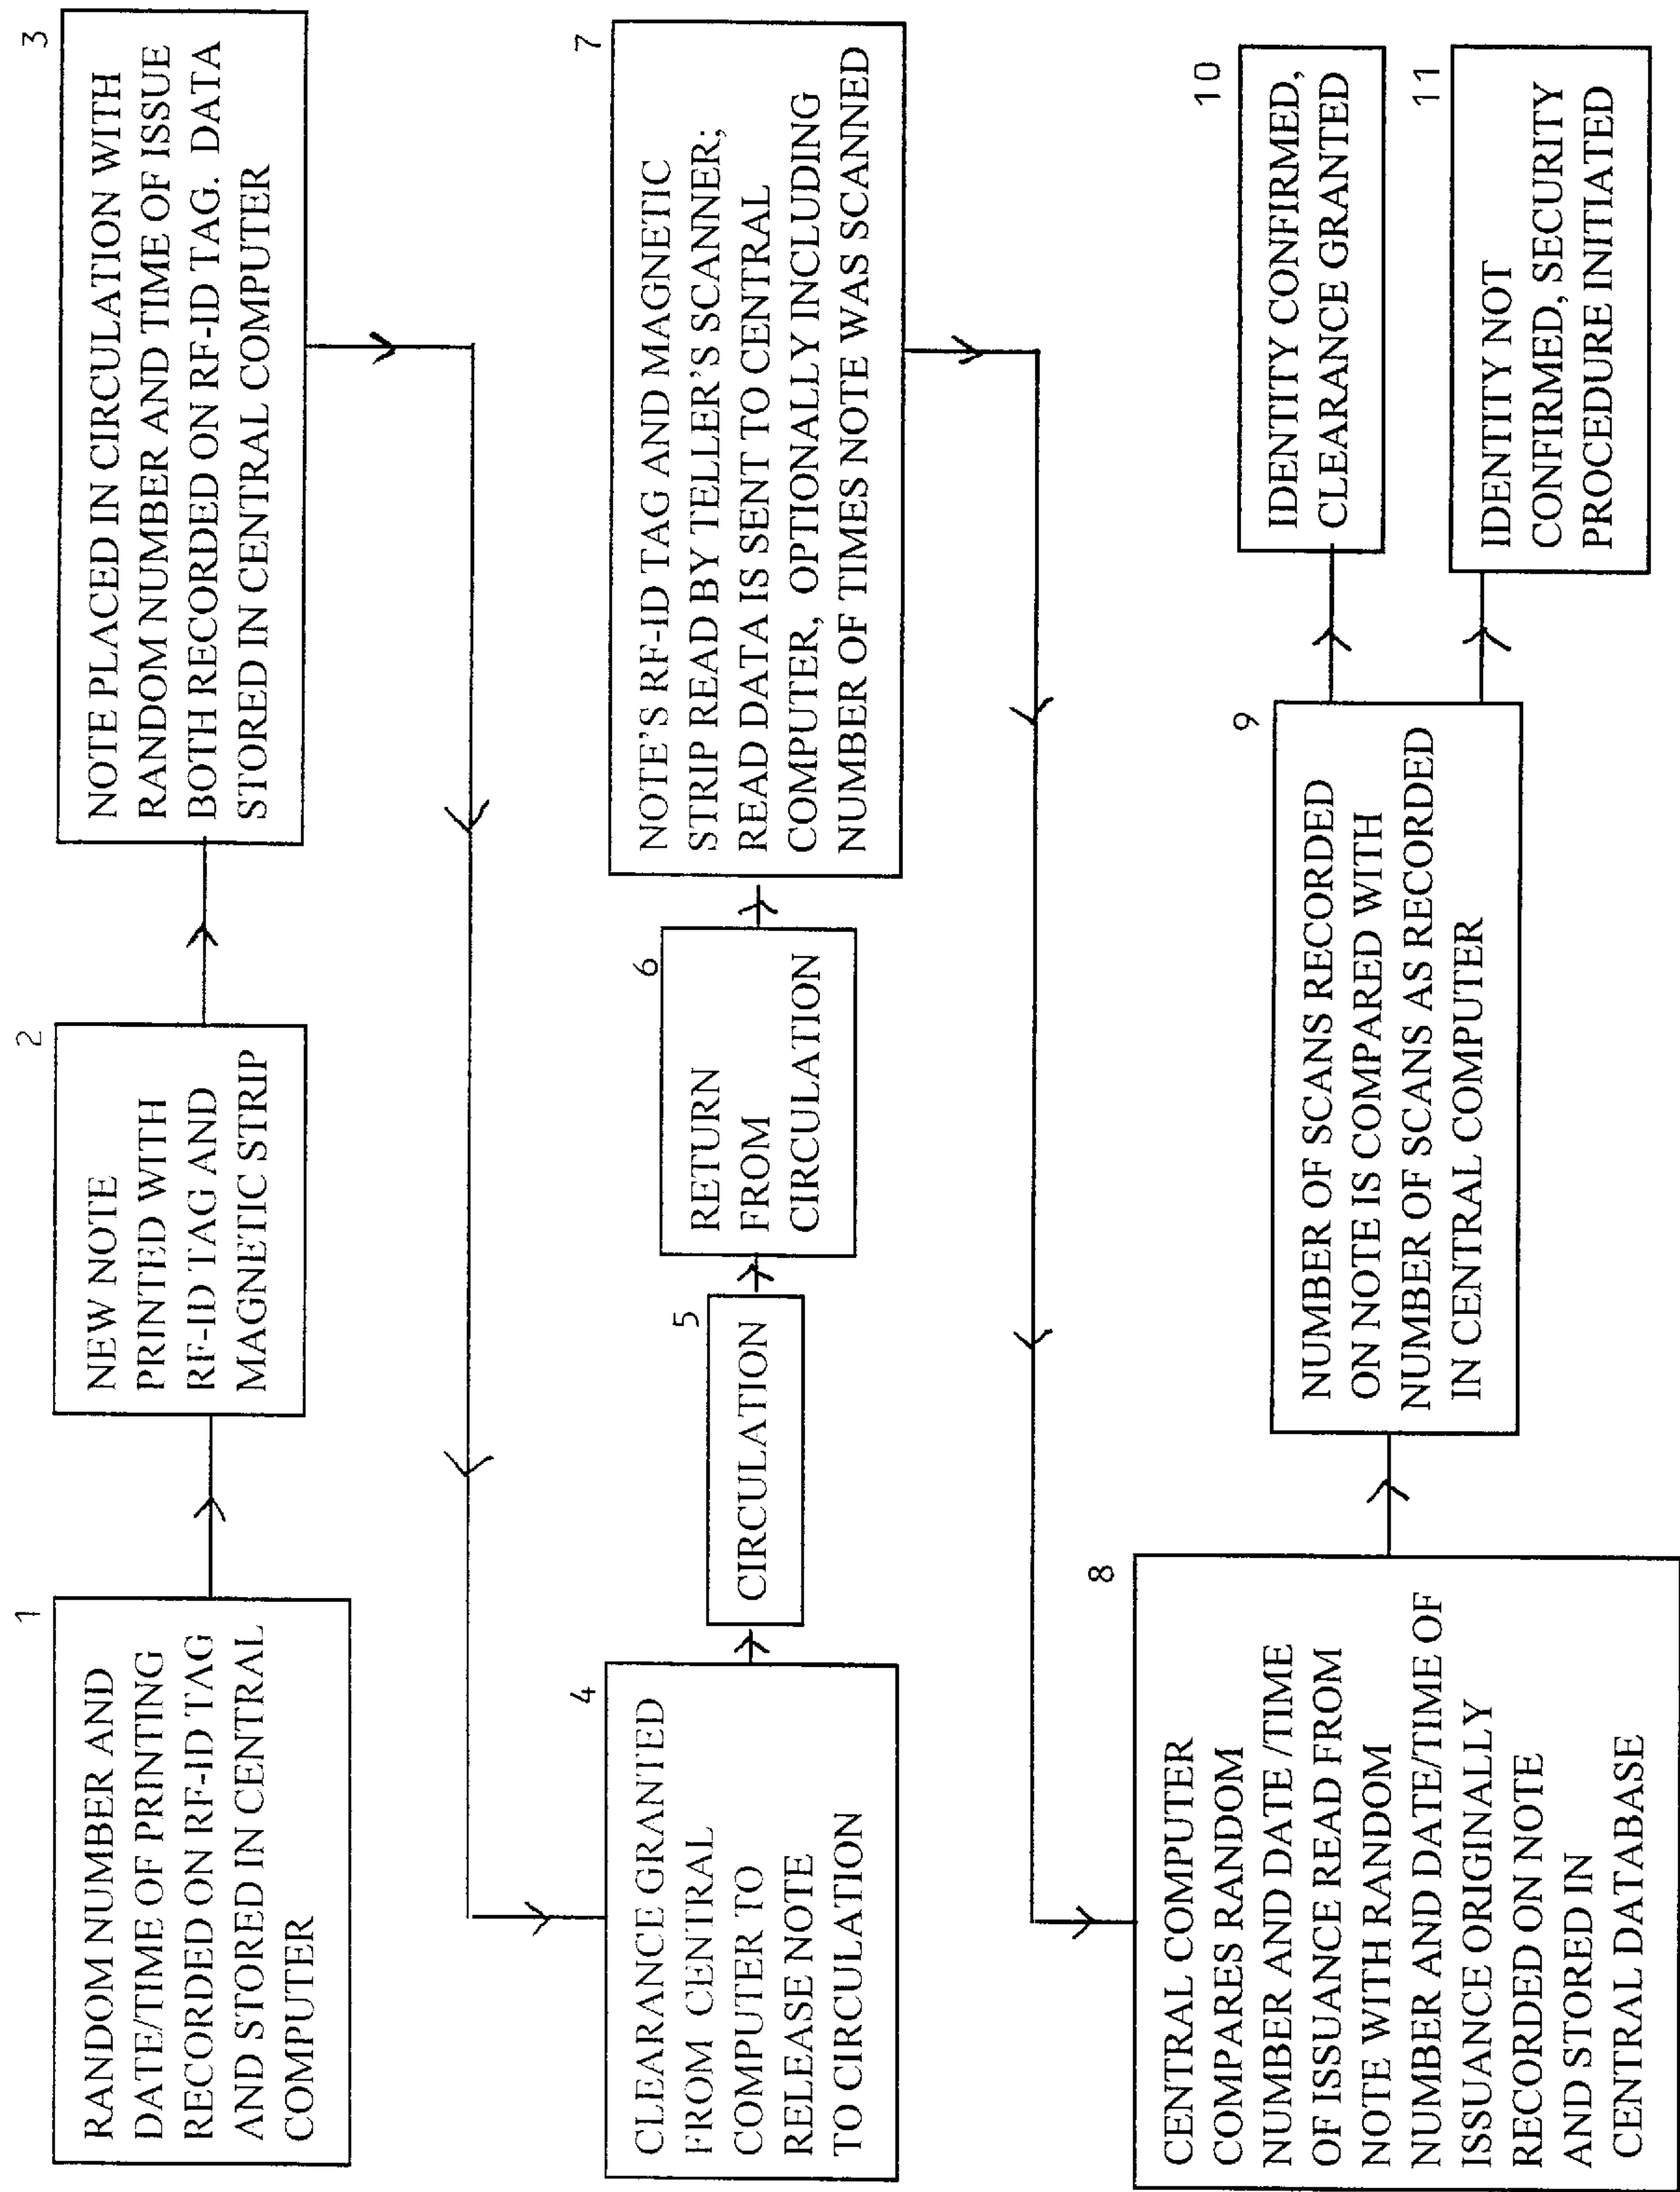 1
RANDOM NUMBER AND
DATE/TIME OF PRINTING
RECORDED ON RF-ID TAG
AND STORED IN CENTRAL
COMPUTER
2
NEW NOTE
PRINTED WITH
RF-ID TAG AND
MAGNETIC STRIP
3
NOTE PLACED IN CIRCULATION WITH
RANDOM NUMBER AND TIME OF ISSUE
BOTH RECORDED ON RF-ID TAG. DATA
STORED IN CENTRAL COMPUTER
4
CLEARANCE GRANTED
FROM CENTRAL
COMPUTER TO
RELEASE NOTE
TO CIRCULATION
5
CIRCULATION
6
RETURN
FROM
CIRCULATION
7
NOTE'S RF-ID TAG AND MAGNETIC
STRIP READ BY TELLER'S SCANNER;
READ DATA IS SENT TO CENTRAL
COMPUTER, OPTIONALLY INCLUDING
NUMBER OF TIMES NOTE WAS SCANNED
8
CENTRAL COMPUTER
COMPARES RANDOM
NUMBER AND DATE /TIME
OF ISSUANCE READ FROM
NOTE WITH RANDOM
NUMBER AND DATE/TIME OF
ISSUANCE ORIGINALLY
RECORDED ON NOTE
AND STORED IN
CENTRAL DATABASE
9
NUMBER OF SCANS RECORDED
ON NOTE IS COMPARED WITH
NUMBER OF SCANS AS RECORDED
IN CENTRAL COMPUTER
10
IDENTITY CONFIRMED,
CLEARANCE GRANTED
11
IDENTITY NOT
CONFIRMED, SECURITY
PROCEDURE INITIATED